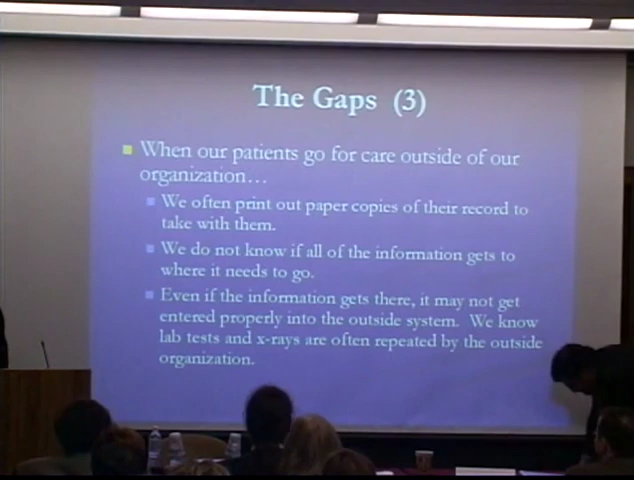 The Gaps (3)
When our patients go for care outside of our
organization...
We often print out paper copies of their record to
take with them.
We do not know if all of the information gets to
where it needs to go.
Even if the information gets there, it may not get
entered properly into the outside system. We know
lab tests and x-rays are often repeated by the outside
organization.